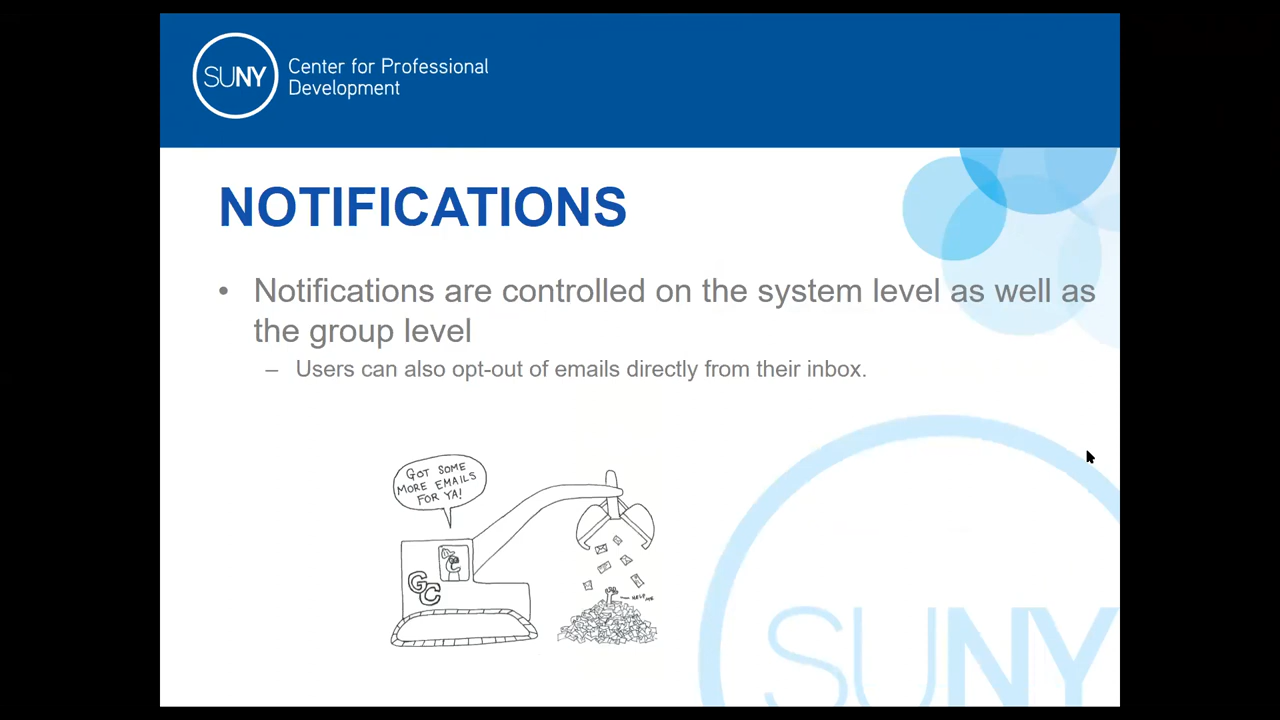 SUNY
Center for Professional
Development
NOTIFICATIONS
• Notifications are controlled on the system level as well as
the group level
– Users can also opt-out of emails directly from their inbox.
GOT SOME
MORE EMAILS
FOR YA!
GC
HELP ME
SUNY